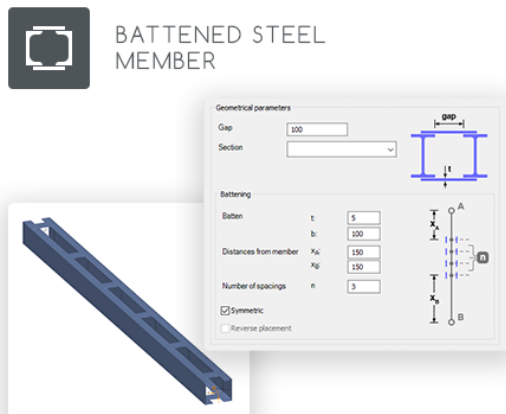 BATTENED STEEL
MEMBER
Geometrical parameters
Gap 100
Section
gap
t
Battening
Batten t: 5
b: 100
Distances from member xA: 150
xB: 150
Number of spacings n 3
Symmetric
Reverse placement
A
XA
n
XB
B